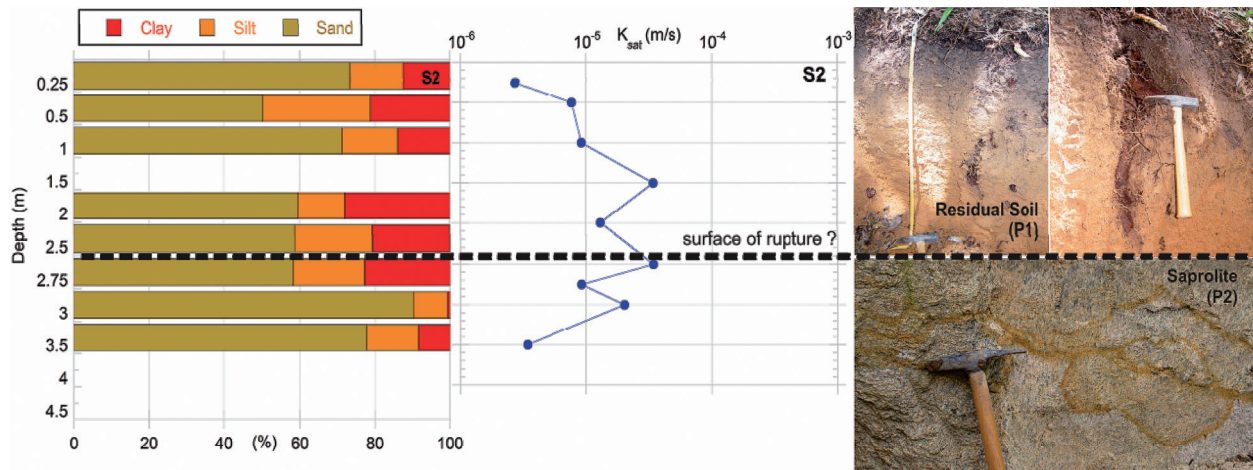 Clay Silt Sand
S2
Depth (m)
0.25
0.5
1
1.5
2
2.5
2.75
3
3.5
4
4.5
0 20 40 (%) 60 80 100
10-6 10-5 10-4 10-3
Ksat (m/s)
S2
surface of rupture ?
Residual Soil
(P1)
Saprolite
(P2)